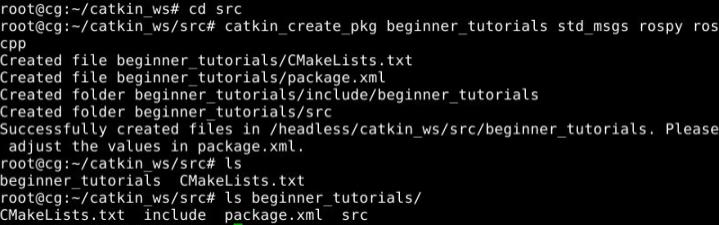 root@cg:~/catkin_ws# cd src
root@cg:~/catkin_ws/src# catkin_create_pkg beginner_tutorials std_msgs rospy ros
cpp
Created file beginner_tutorials/CMakeLists.txt
Created file beginner_tutorials/package.xml
Created folder beginner_tutorials/include/beginner_tutorials
Created folder beginner_tutorials/src
Successfully created files in /headless/catkin_ws/src/beginner_tutorials. Please
 adjust the values in package.xml.
root@cg:~/catkin_ws/src# ls
beginner_tutorials  CMakeLists.txt
root@cg:~/catkin_ws/src# ls beginner_tutorials/
CMakeLists.txt  include  package.xml  src